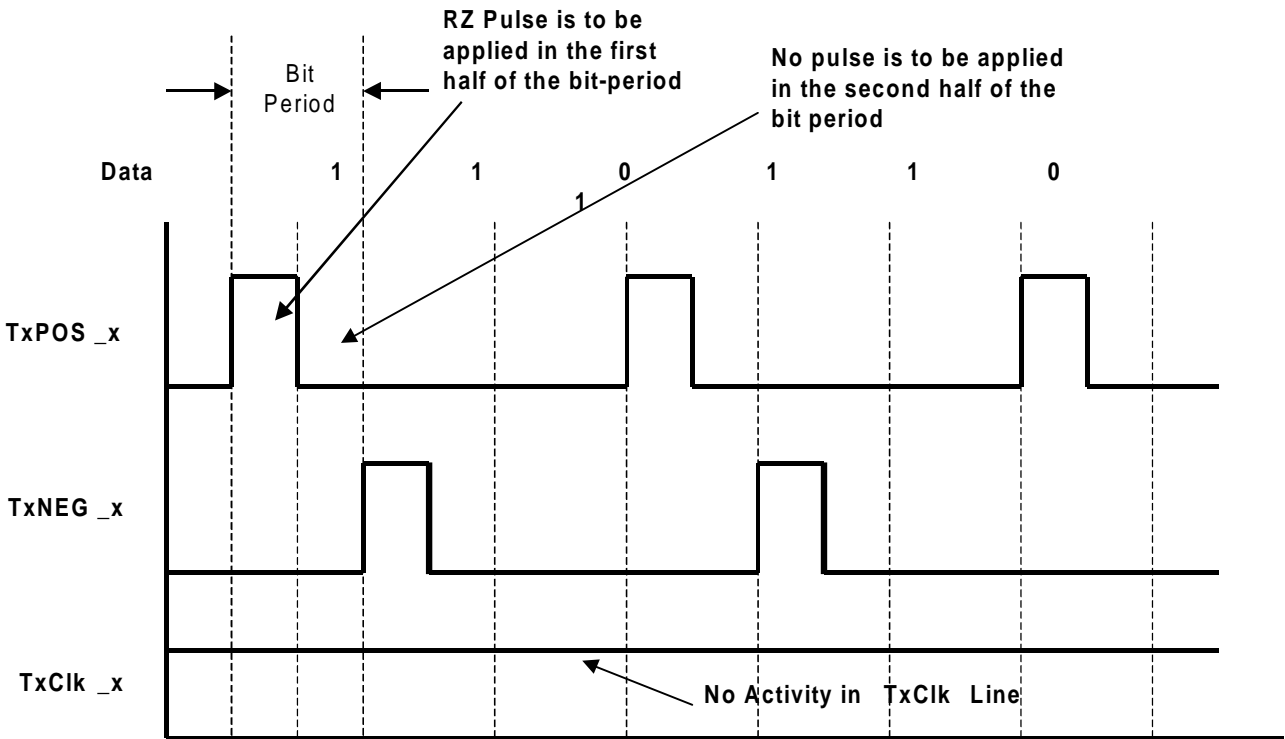 RZ Pulse is to be
applied in the first
half of the bit-period
No pulse is to be applied
in the second half of the
bit period
Bit
Period
Data 1 1 0 1 1 0
1
TxPOS _x
TxNEG _x
TxClk _x
No Activity in TxClk Line